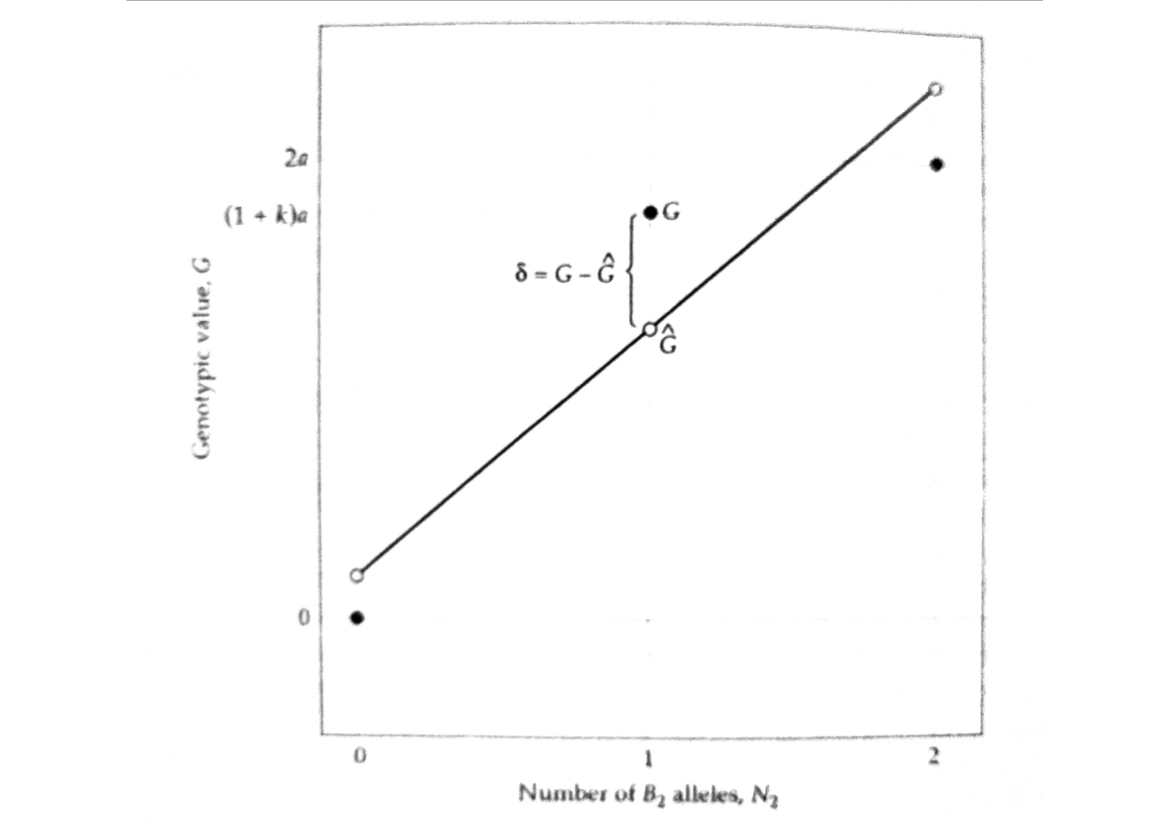 2a
(1 + k)a
G
δ = G − Ĝ
Ĝ
Genotypic value, G
0
0 1 2
Number of B₂ alleles, N₂